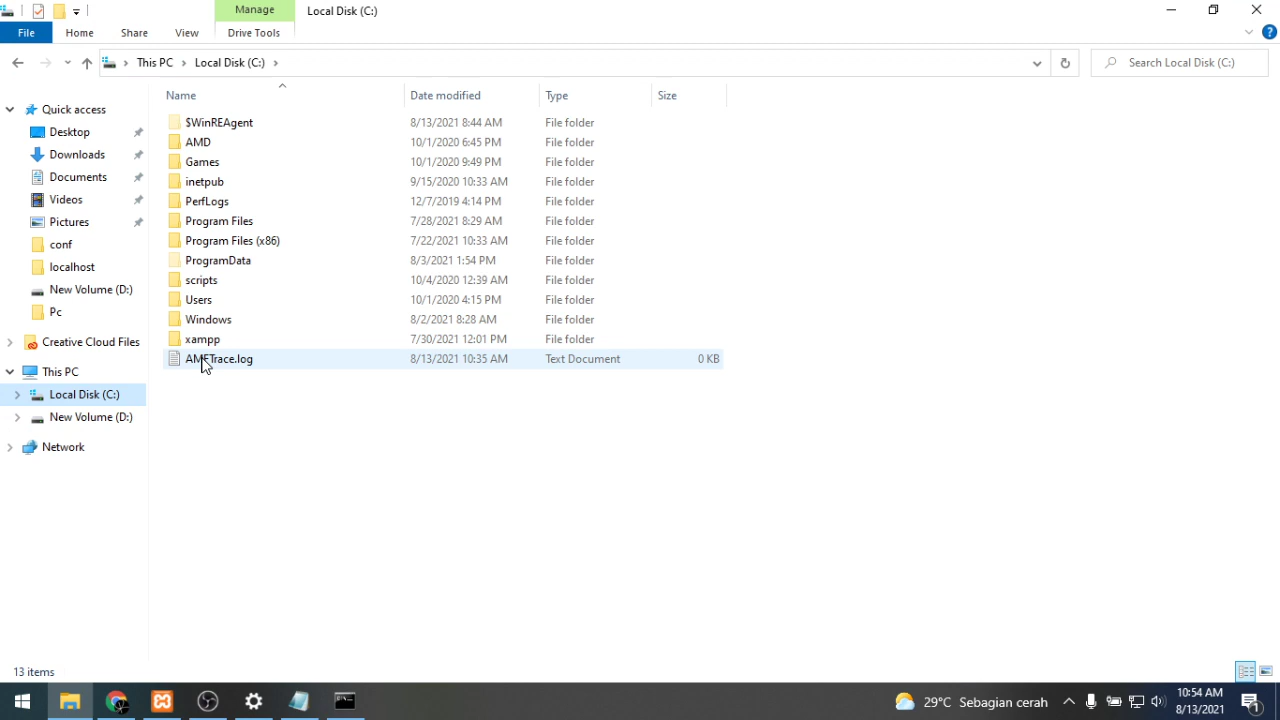 Manage
Local Disk (C:)
File
Home
Share
View
Drive Tools
This PC
Local Disk (C:)
Search Local Disk (C:)
Name
Date modified
Type
Size
Quick access
Desktop
Downloads
Documents
Videos
Pictures
conf
localhost
New Volume (D:)
Pc
Creative Cloud Files
This PC
Local Disk (C:)
New Volume (D:)
Network
$WinREAgent 8/13/2021 8:44 AM File folder
AMD 10/1/2020 6:45 PM File folder
Games 10/1/2020 9:49 PM File folder
inetpub 9/15/2020 10:33 AM File folder
PerfLogs 12/7/2019 4:14 PM File folder
Program Files 7/28/2021 8:29 AM File folder
Program Files (x86) 7/22/2021 10:33 AM File folder
ProgramData 8/3/2021 1:54 PM File folder
scripts 10/4/2020 12:39 AM File folder
Users 10/1/2020 4:15 PM File folder
Windows 8/2/2021 8:28 AM File folder
xampp 7/30/2021 12:01 PM File folder
AMFTrace.log 8/13/2021 10:35 AM Text Document 0 KB
13 items
29°C Sebagian cerah
10:54 AM
8/13/2021
1